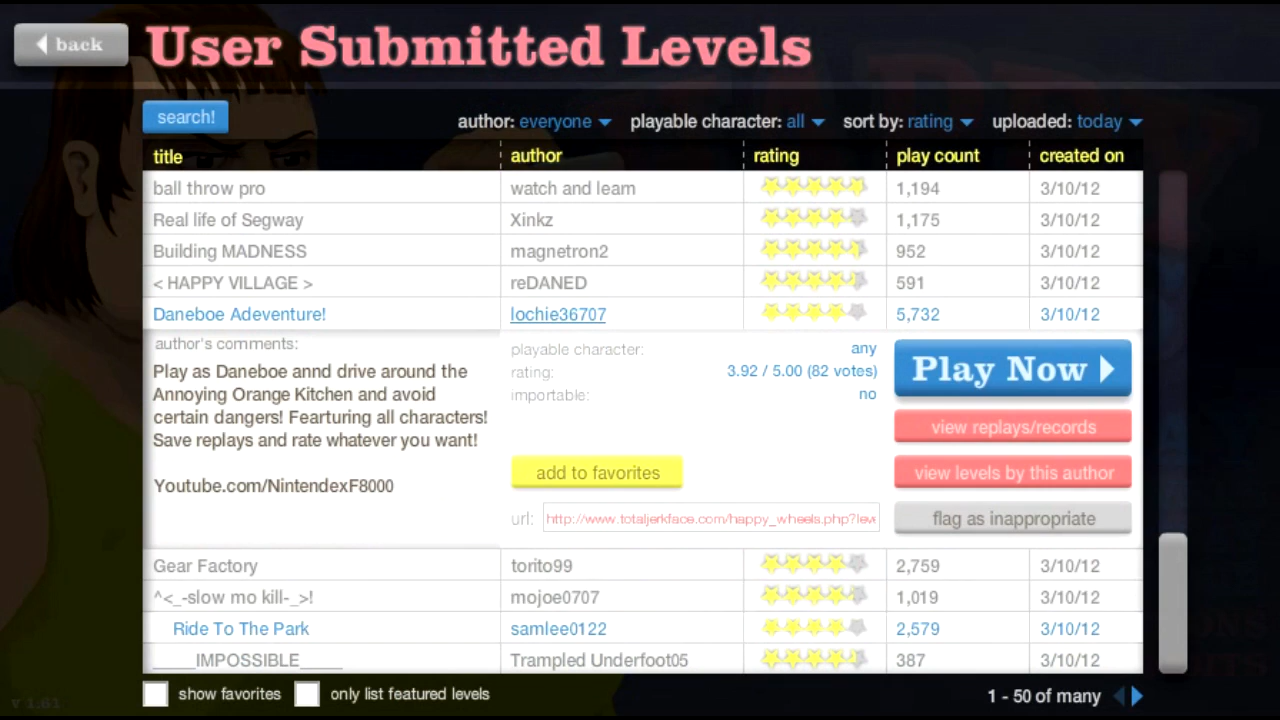 back
User Submitted Levels
search!
author: everyone playable character: all sort by: rating uploaded: today
title author rating play count created on
ball throw pro watch and learn 1,194 3/10/12
Real life of Segway Xinkz 1,175 3/10/12
Building MADNESS magnetron2 952 3/10/12
< HAPPY VILLAGE > reDANED 591 3/10/12
Daneboe Adeventure! lochie36707 5,732 3/10/12
author's comments:
Play as Daneboe annd drive around the
Annoying Orange Kitchen and avoid
certain dangers! Fearturing all characters!
Save replays and rate whatever you want!
Youtube.com/NintendexF8000
playable character: any
rating: 3.92 / 5.00 (82 votes)
importable: no
add to favorites
url: http://www.totaljerkface.com/happy_wheels.php?lev
Play Now
view replays/records
view levels by this author
flag as inappropriate
Gear Factory torito99 2,759 3/10/12
^<_-slow mo kill-_>! mojoe0707 1,019 3/10/12
Ride To The Park samlee0122 2,579 3/10/12
_____IMPOSSIBLE_____ Trampled Underfoot05 387 3/10/12
show favorites only list featured levels 1 - 50 of many
v 1.61